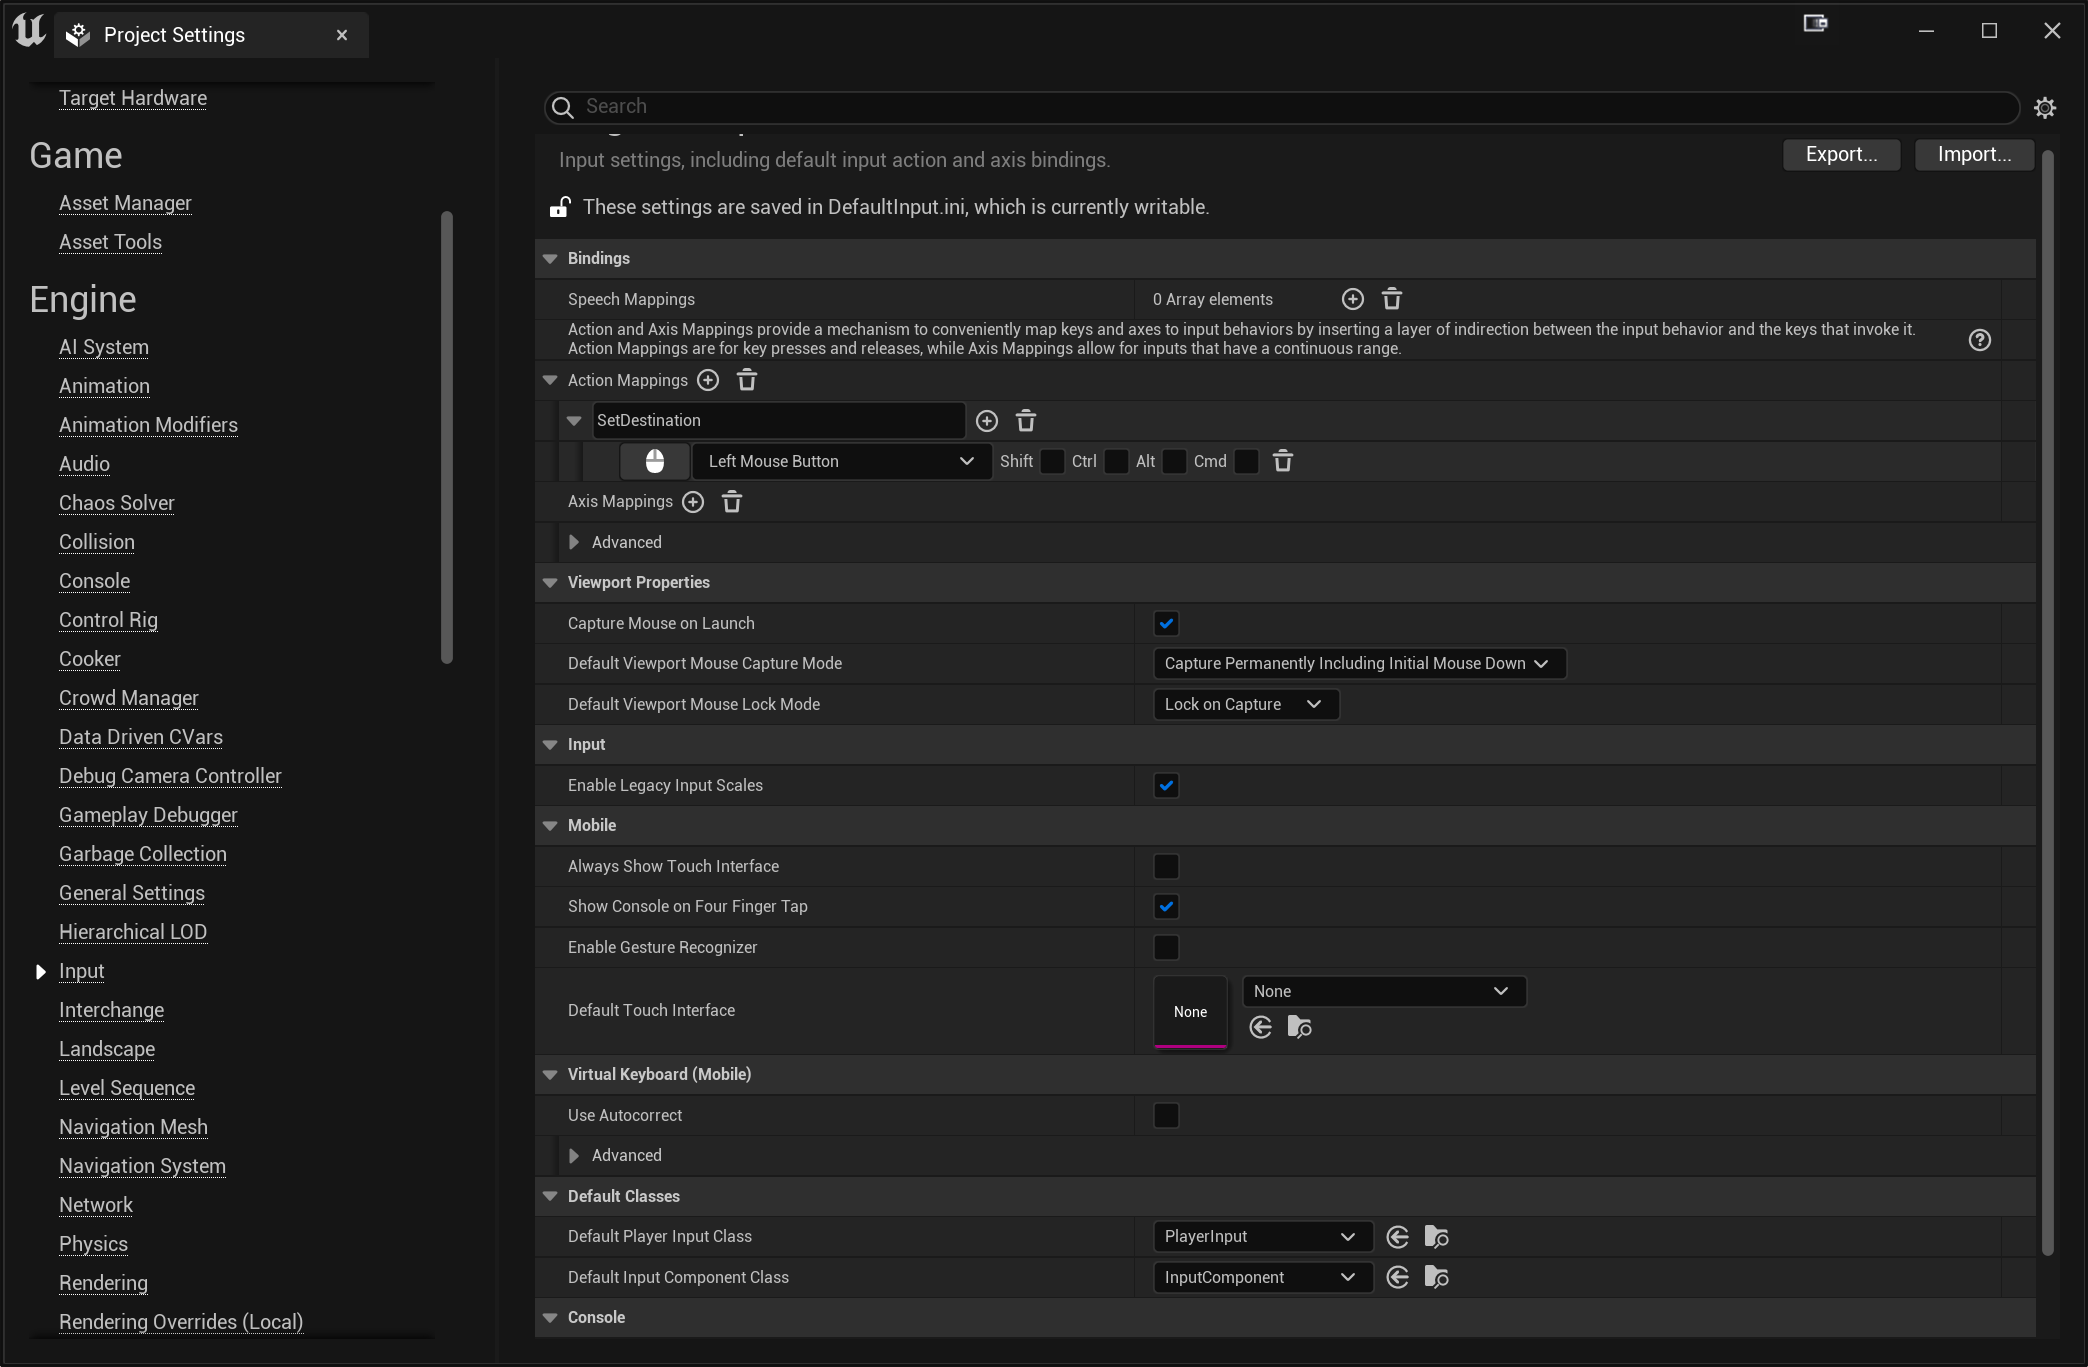 Project Settings
Target Hardware
Game
Asset Manager
Asset Tools
Engine
AI System
Animation
Animation Modifiers
Audio
Chaos Solver
Collision
Console
Control Rig
Cooker
Crowd Manager
Data Driven CVars
Debug Camera Controller
Gameplay Debugger
Garbage Collection
General Settings
Hierarchical LOD
Input
Interchange
Landscape
Level Sequence
Navigation Mesh
Navigation System
Network
Physics
Rendering
Rendering Overrides (Local)
Search
Input settings, including default input action and axis bindings.
Export...
Import...
These settings are saved in DefaultInput.ini, which is currently writable.
Bindings
Speech Mappings
0 Array elements
Action and Axis Mappings provide a mechanism to conveniently map keys and axes to input behaviors by inserting a layer of indirection between the input behavior and the keys that invoke it.
Action Mappings are for key presses and releases, while Axis Mappings allow for inputs that have a continuous range.
Action Mappings
SetDestination
Left Mouse Button
Shift
Ctrl
Alt
Cmd
Axis Mappings
Advanced
Viewport Properties
Capture Mouse on Launch
Default Viewport Mouse Capture Mode
Capture Permanently Including Initial Mouse Down
Default Viewport Mouse Lock Mode
Lock on Capture
Input
Enable Legacy Input Scales
Mobile
Always Show Touch Interface
Show Console on Four Finger Tap
Enable Gesture Recognizer
Default Touch Interface
None
None
Virtual Keyboard (Mobile)
Use Autocorrect
Advanced
Default Classes
Default Player Input Class
PlayerInput
Default Input Component Class
InputComponent
Console